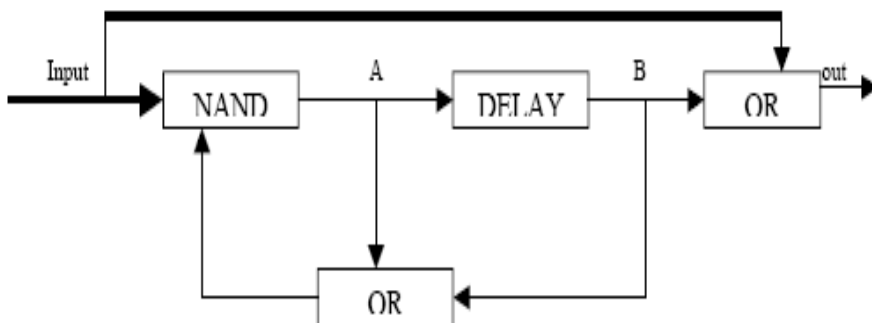 Input
A
B
out
NAND
DELAY
OR
OR